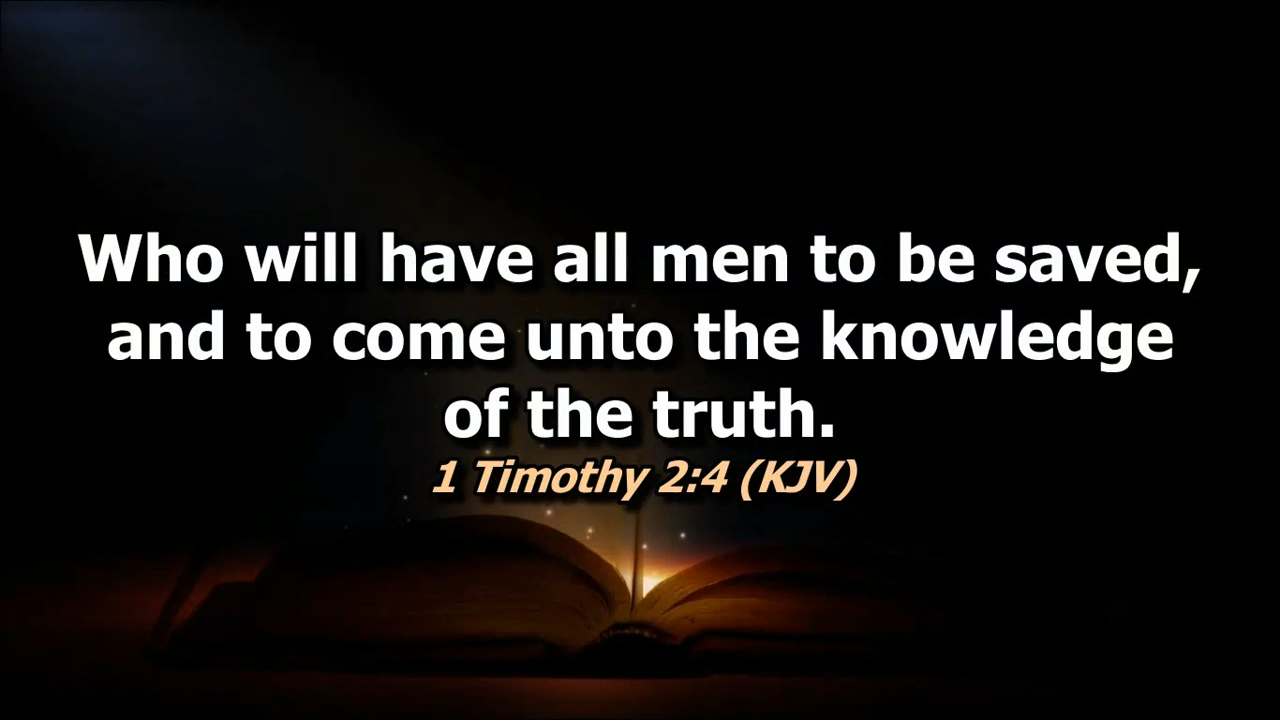 Who will have all men to be saved,
and to come unto the knowledge
of the truth.
1 Timothy 2:4 (KJV)